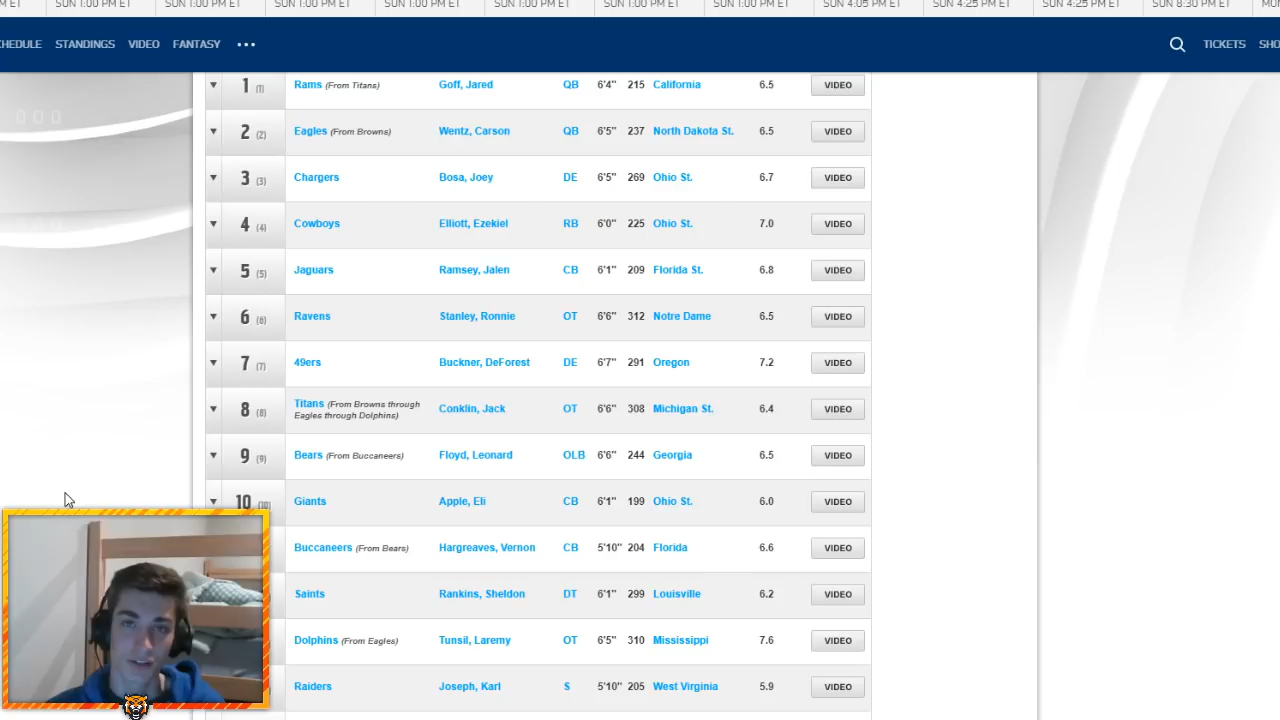 M ET SUN 1:00 PM ET SUN 1:00 PM ET SUN 1:00 PM ET SUN 1:00 PM ET SUN 1:00 PM ET SUN 1:00 PM ET SUN 1:00 PM ET SUN 4:05 PM ET SUN 4:25 PM ET SUN 4:25 PM ET SUN 8:30 PM ET MO
HEDULE STANDINGS VIDEO FANTASY ••• TICKETS SHO
1 (1) Rams (From Titans) Goff, Jared QB 6'4" 215 California 6.5 VIDEO
2 (2) Eagles (From Browns) Wentz, Carson QB 6'5" 237 North Dakota St. 6.5 VIDEO
3 (3) Chargers Bosa, Joey DE 6'5" 269 Ohio St. 6.7 VIDEO
4 (4) Cowboys Elliott, Ezekiel RB 6'0" 225 Ohio St. 7.0 VIDEO
5 (5) Jaguars Ramsey, Jalen CB 6'1" 209 Florida St. 6.8 VIDEO
6 (6) Ravens Stanley, Ronnie OT 6'6" 312 Notre Dame 6.5 VIDEO
7 (7) 49ers Buckner, DeForest DE 6'7" 291 Oregon 7.2 VIDEO
8 (8) Titans (From Browns through Eagles through Dolphins) Conklin, Jack OT 6'6" 308 Michigan St. 6.4 VIDEO
9 (9) Bears (From Buccaneers) Floyd, Leonard OLB 6'6" 244 Georgia 6.5 VIDEO
10 (10) Giants Apple, Eli CB 6'1" 199 Ohio St. 6.0 VIDEO
Buccaneers (From Bears) Hargreaves, Vernon CB 5'10" 204 Florida 6.6 VIDEO
Saints Rankins, Sheldon DT 6'1" 299 Louisville 6.2 VIDEO
Dolphins (From Eagles) Tunsil, Laremy OT 6'5" 310 Mississippi 7.6 VIDEO
Raiders Joseph, Karl S 5'10" 205 West Virginia 5.9 VIDEO